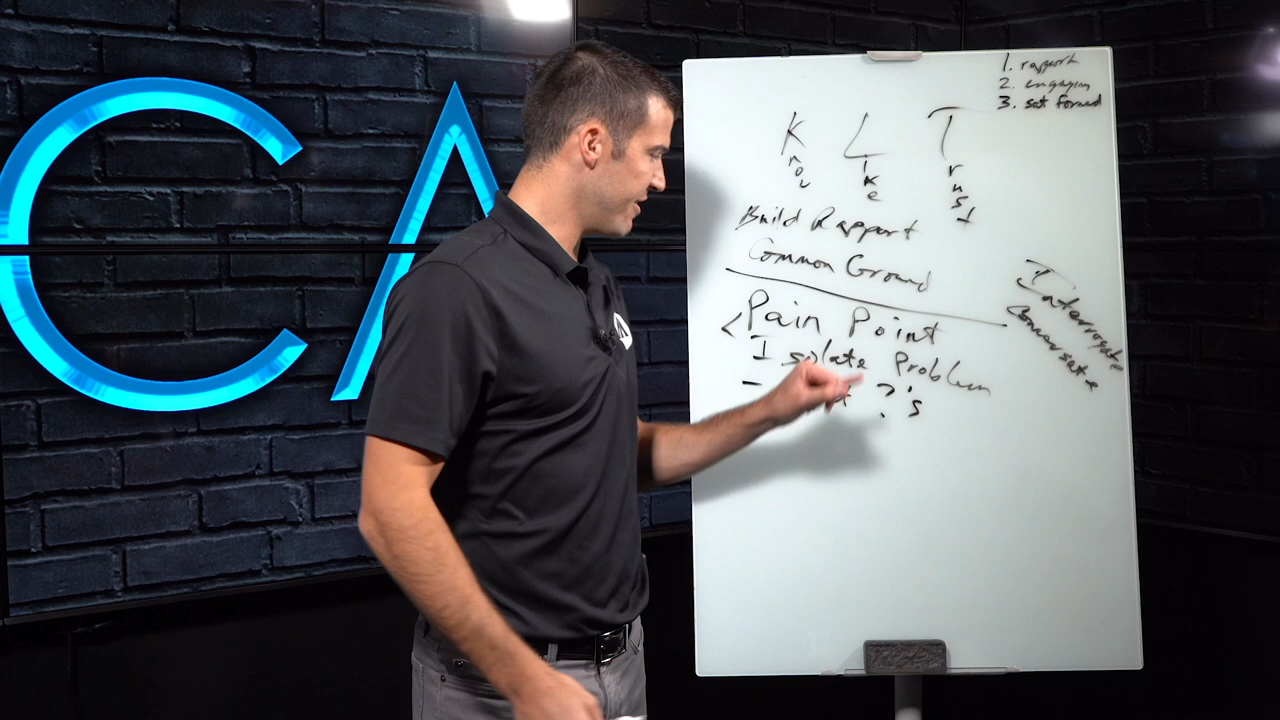 CA
1. rapport
2. engaging
3. set forward
K L T
Know
Like
Trust
Build Rapport
Common Ground
Pain Point
Isolate Problem
- ?'s
Interrogate
Conversate